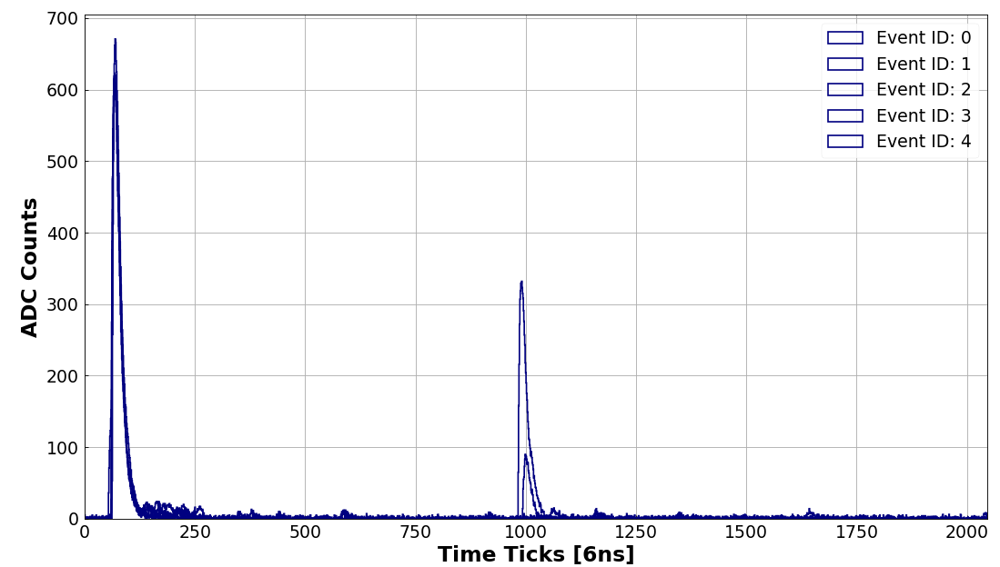 700
600
500
400
300
200
100
0
ADC Counts
Event ID: 0
Event ID: 1
Event ID: 2
Event ID: 3
Event ID: 4
0 250 500 750 1000 1250 1500 1750 2000
Time Ticks [6ns]